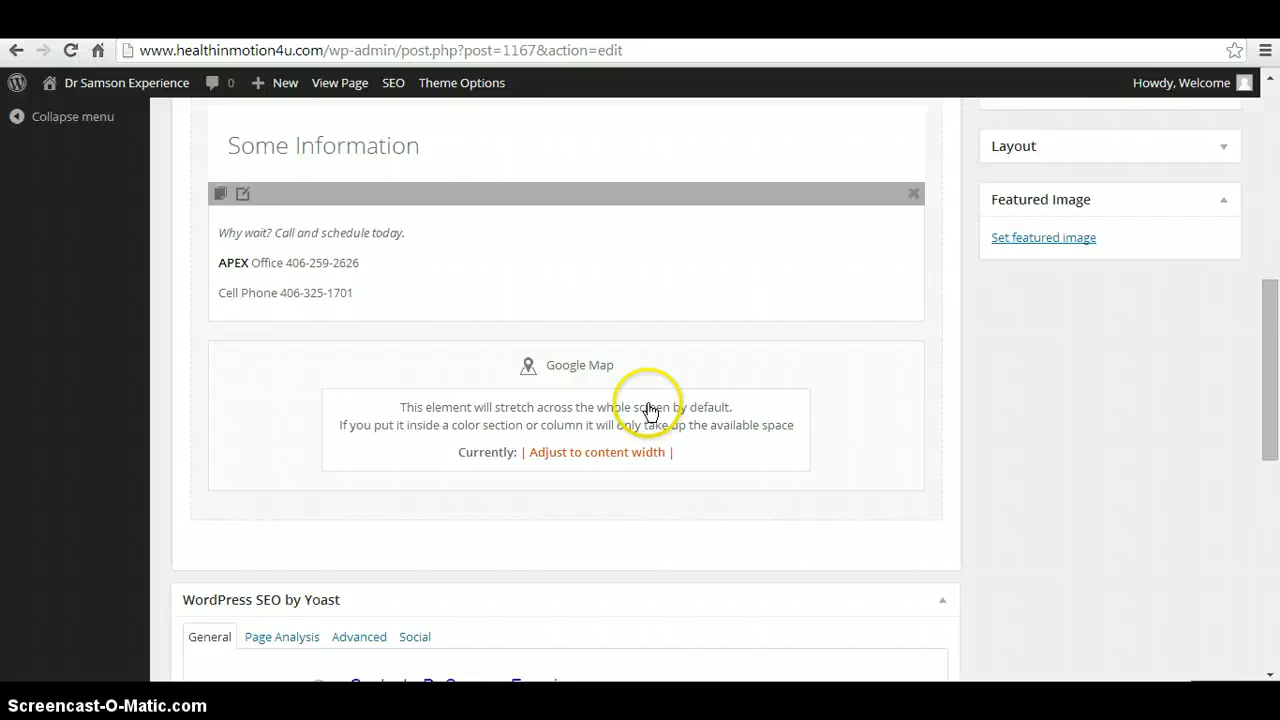 www.healthinmotion4u.com/wp-admin/post.php?post=1167&action=edit
Dr Samson Experience 0 New View Page SEO Theme Options Howdy, Welcome
Collapse menu
Some Information
Layout
Featured Image
Set featured image
Why wait? Call and schedule today.
APEX Office 406-259-2626
Cell Phone 406-325-1701
Google Map
This element will stretch across the whole screen by default.
If you put it inside a color section or column it will only take up the available space
Currently: | Adjust to content width |
WordPress SEO by Yoast
General Page Analysis Advanced Social
Screencast-O-Matic.com